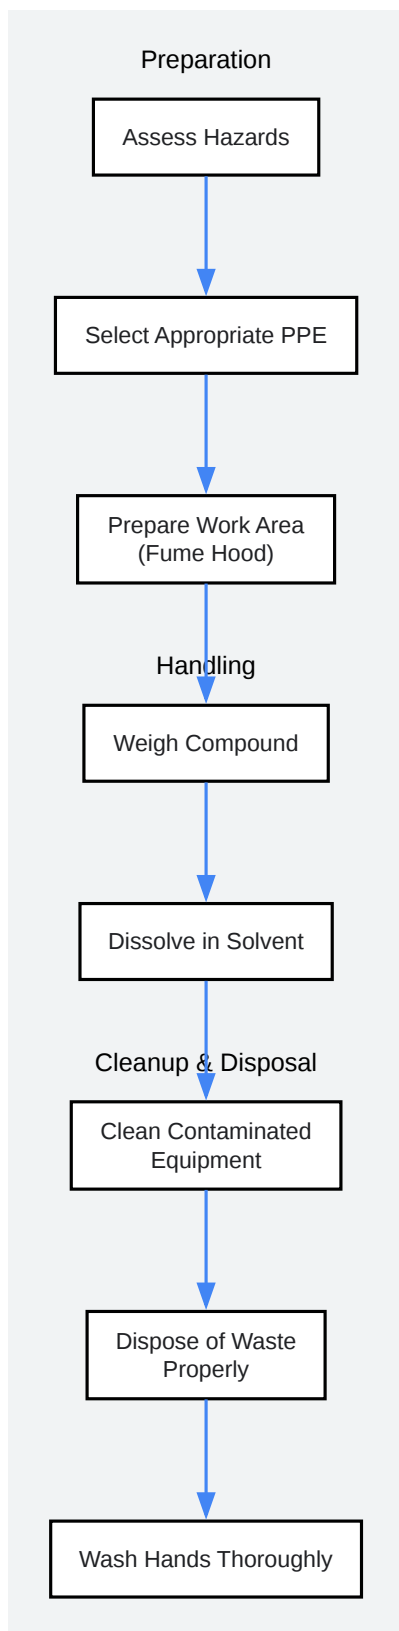 Preparation
Assess Hazards
Select Appropriate PPE
Prepare Work Area
(Fume Hood)
Handling
Weigh Compound
Dissolve in Solvent
Cleanup & Disposal
Clean Contaminated
Equipment
Dispose of Waste
Properly
Wash Hands Thoroughly